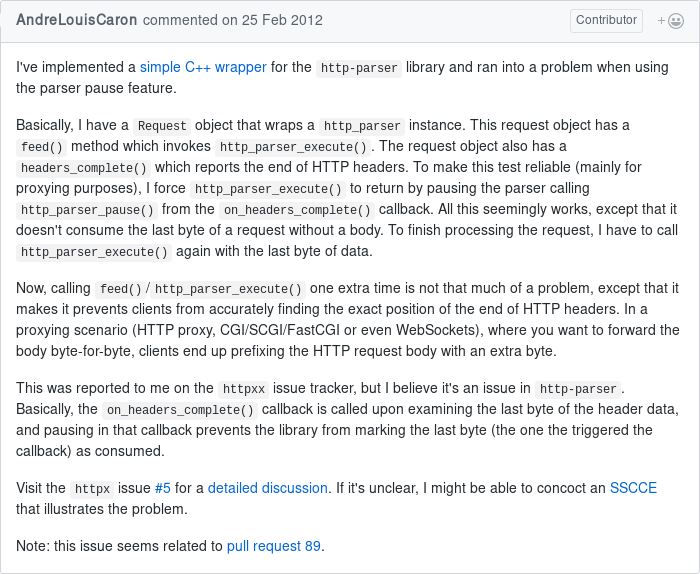 AndreLouisCaron commented on 25 Feb 2012 Contributor +
I've implemented a simple C++ wrapper for the http-parser library and ran into a problem when using
the parser pause feature.
Basically, I have a Request object that wraps a http_parser instance. This request object has a
feed() method which invokes http_parser_execute(). The request object also has a
headers_complete() which reports the end of HTTP headers. To make this test reliable (mainly for
proxying purposes), I force http_parser_execute() to return by pausing the parser calling
http_parser_pause() from the on_headers_complete() callback. All this seemingly works, except that it
doesn't consume the last byte of a request without a body. To finish processing the request, I have to call
http_parser_execute() again with the last byte of data.
Now, calling feed()/http_parser_execute() one extra time is not that much of a problem, except that it
makes it prevents clients from accurately finding the exact position of the end of HTTP headers. In a
proxying scenario (HTTP proxy, CGI/SCGI/FastCGI or even WebSockets), where you want to forward the
body byte-for-byte, clients end up prefixing the HTTP request body with an extra byte.
This was reported to me on the httpxx issue tracker, but I believe it's an issue in http-parser.
Basically, the on_headers_complete() callback is called upon examining the last byte of the header data,
and pausing in that callback prevents the library from marking the last byte (the one the triggered the
callback) as consumed.
Visit the httpx issue #5 for a detailed discussion. If it's unclear, I might be able to concoct an SSCCE
that illustrates the problem.
Note: this issue seems related to pull request 89.